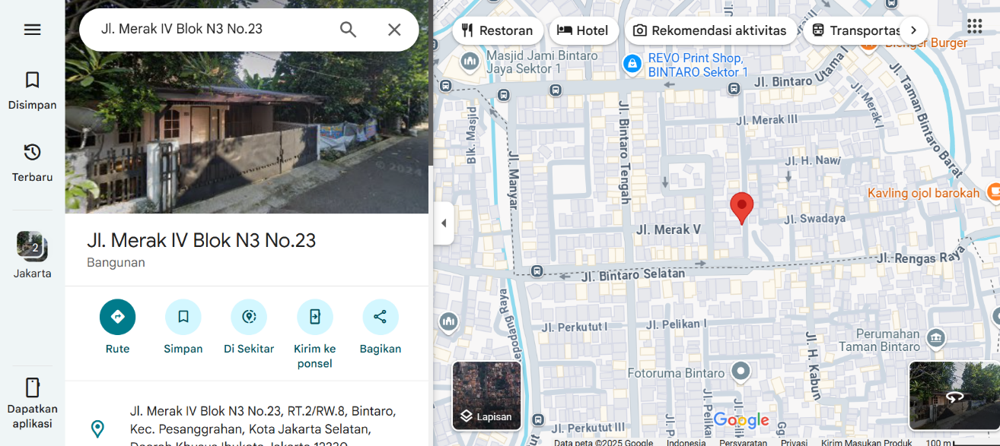 Jl. Merak IV Blok N3 No.23
Disimpan
Terbaru
2
Jakarta
Dapatkan
aplikasi
© 2024
Jl. Merak IV Blok N3 No.23
Bangunan
Rute
Simpan
Di Sekitar
Kirim ke
ponsel
Bagikan
Jl. Merak IV Blok N3 No.23, RT.2/RW.8, Bintaro,
Kec. Pesanggrahan, Kota Jakarta Selatan,
Daerah Khusus Ibukota Jakarta 12330
Restoran
Hotel
Rekomendasi aktivitas
Transportas
Blenger Burger
Masjid Jami Bintaro
Jaya Sektor 1
REVO Print Shop,
BINTARO Sektor 1
Jl. Bintaro Utama 1
Jl. Taman Bintaro Barat
Jl. Merak I
Jl. Merak III
Blk. Masjid
Jl. Manyar
Jl. Bintaro Tengah
Jl. H. Nawi
Kavling ojol barokah
Jl. Swadaya
Jl. Merak V
Jl. Rengas Raya
Jl. Bintaro Selatan
Jl. Perkutut I
Jl. Pelikan I
Jl. H. Kabun
Perumahan
Taman Bintaro
Fotoruma Bintaro
Jl. Perkutut III
Lapisan
Google
Data peta ©2025 Google
Indonesia
Persyaratan
Privasi
Kirim Masukan Produk
100 m